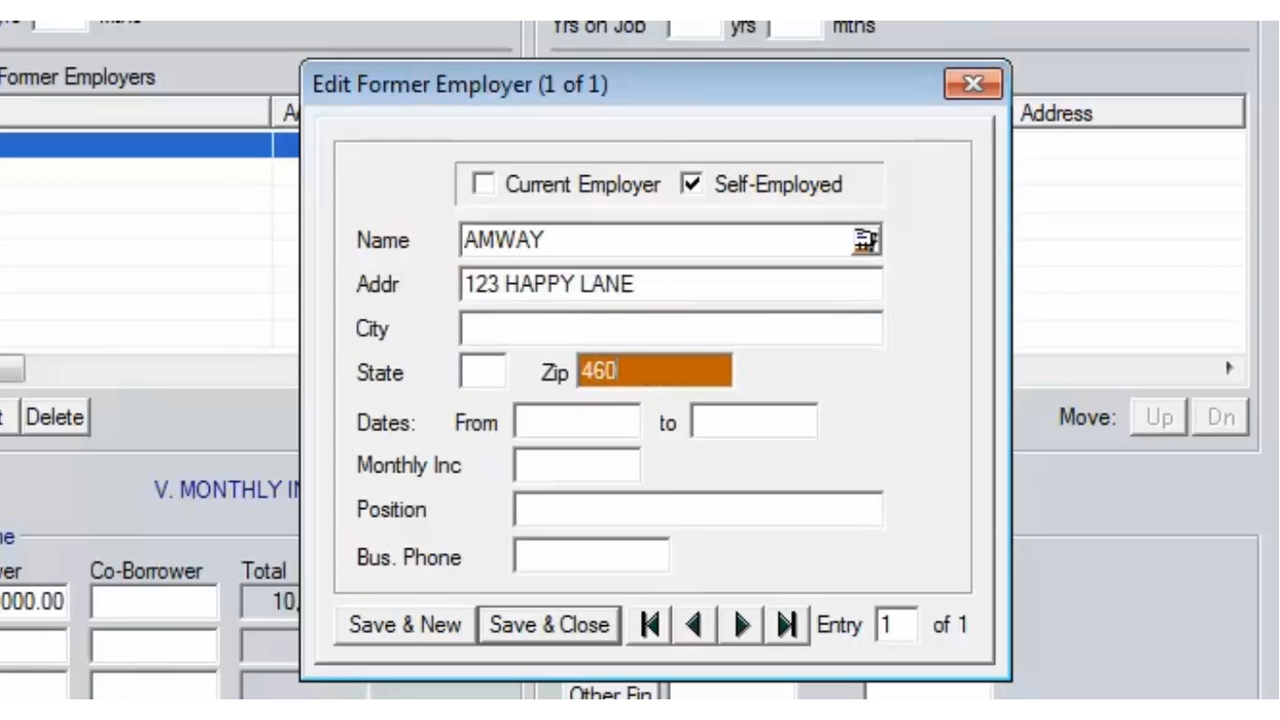 Yrs on Job yrs mths
Former Employers
Edit Former Employer (1 of 1)
Address
Current Employer Self-Employed
Name AMWAY
Addr 123 HAPPY LANE
City
State Zip 460
Delete
Dates: From to
Move: Up Dn
Monthly Inc
V. MONTHLY
Position
Bus. Phone
Co-Borrower Total
000.00 10,
Save & New Save & Close Entry 1 of 1
Other Fin